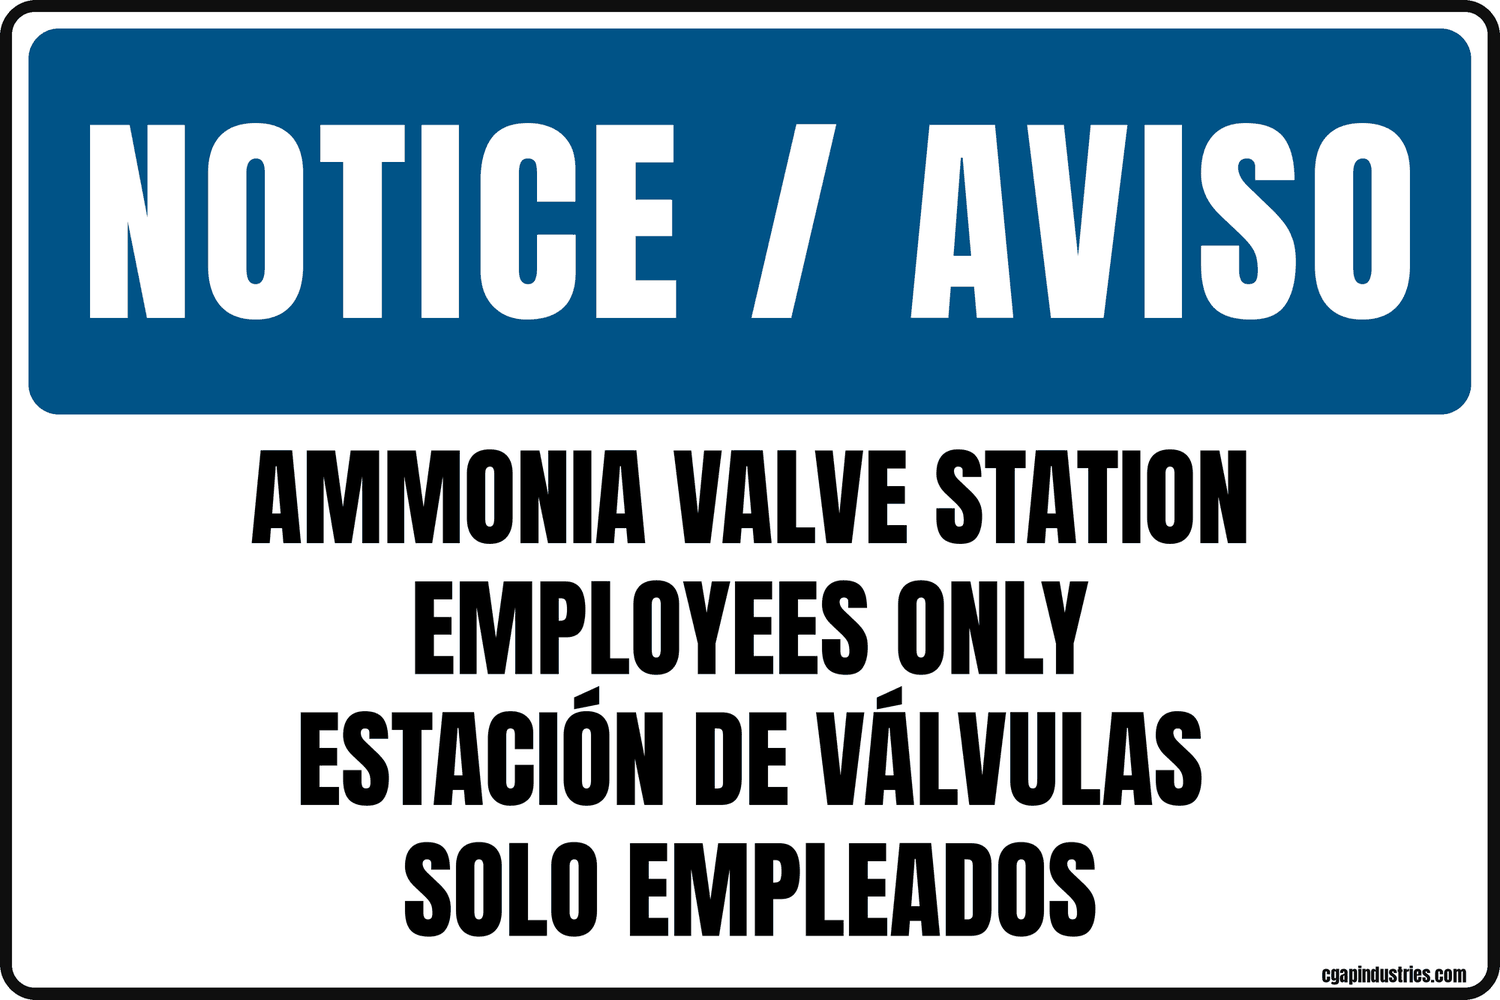 NOTICE / AVISO
AMMONIA VALVE STATION
EMPLOYEES ONLY
ESTACIÓN DE VÁLVULAS
SOLO EMPLEADOS
cgapindustries.com